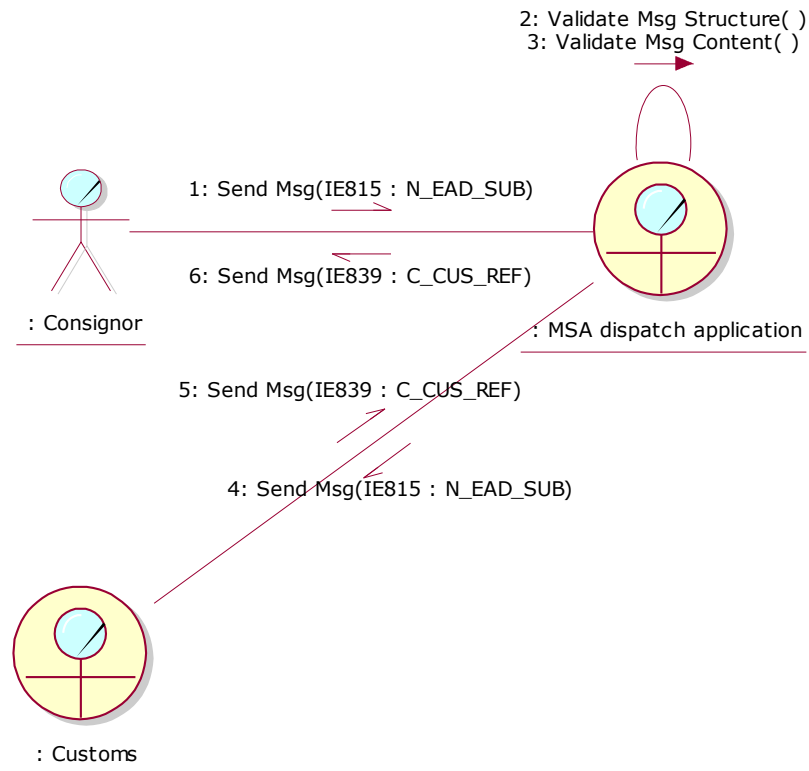 2: Validate Msg Structure( )
3: Validate Msg Content( )
1: Send Msg(IE815 : N_EAD_SUB)
6: Send Msg(IE839 : C_CUS_REF)
: Consignor
: MSA dispatch application
5: Send Msg(IE839 : C_CUS_REF)
4: Send Msg(IE815 : N_EAD_SUB)
: Customs